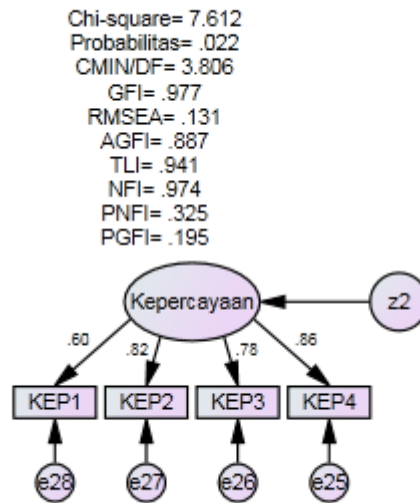 Chi-square= 7.612
Probabilitas= .022
CMIN/DF= 3.806
GFI= .977
RMSEA= .131
AGFI= .887
TLI= .941
NFI= .974
PNFI= .325
PGFI= .195
Kepercayaan
z2
.60
.82
.78
.86
KEP1
KEP2
KEP3
KEP4
e28
e27
e26
e25